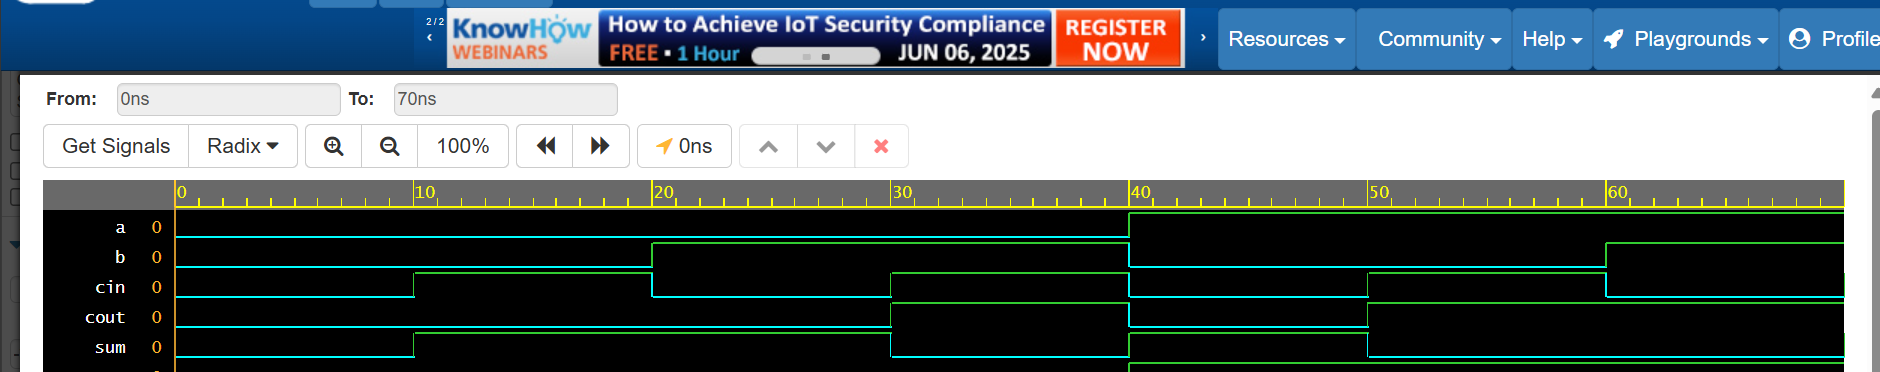 2 / 2
KnowHow
WEBINARS
How to Achieve IoT Security Compliance
FREE • 1 Hour
JUN 06, 2025
REGISTER
NOW
Resources
Community
Help
Playgrounds
Profile
From: 0ns To: 70ns
Get Signals Radix 100% 0ns
0 10 20 30 40 50 60
a 0
b 0
cin 0
cout 0
sum 0